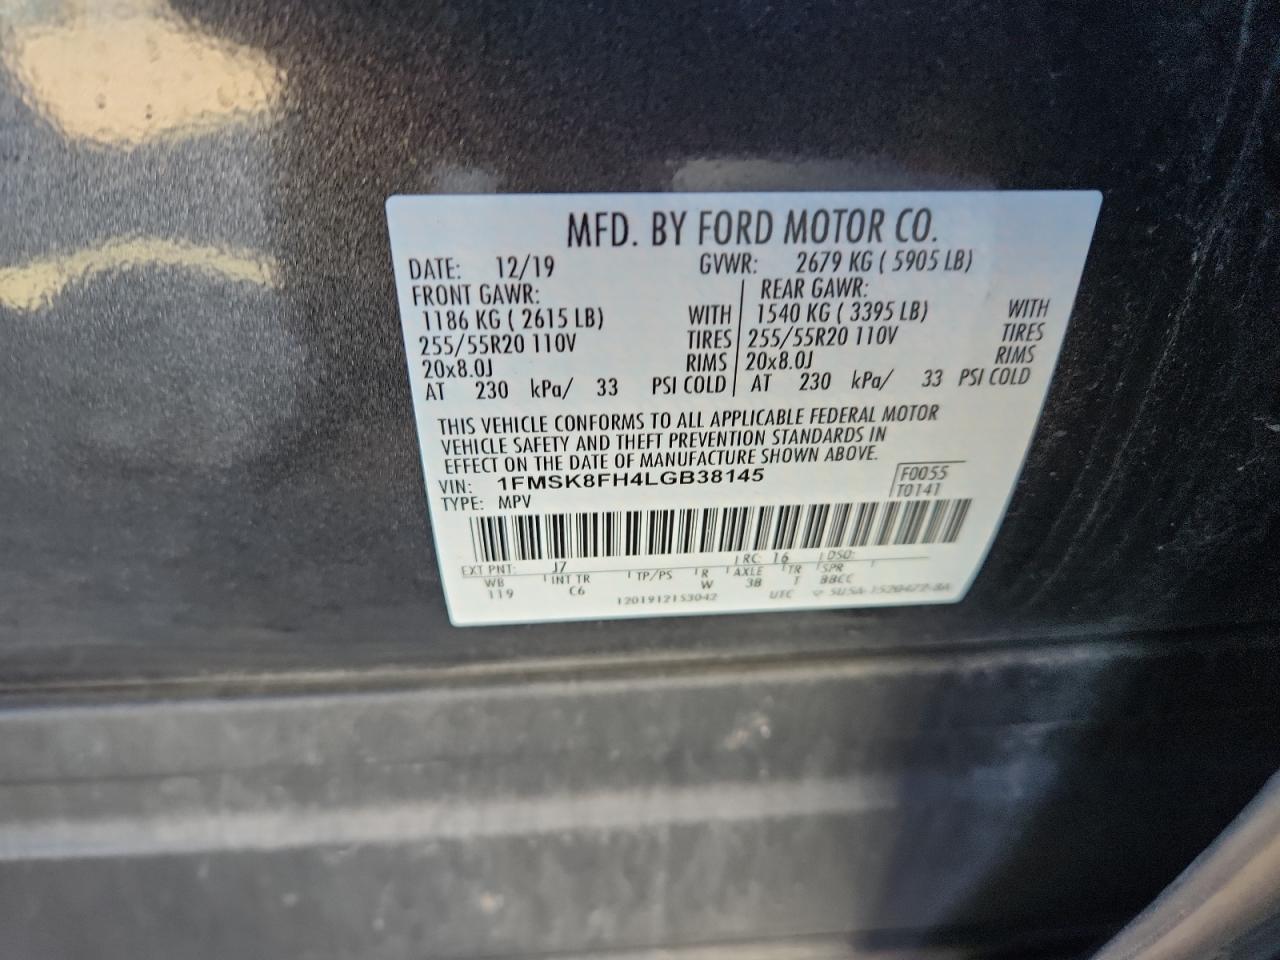 MFD. BY FORD MOTOR CO.
DATE: 12/19 GVWR: 2679 KG ( 5905 LB)
FRONT GAWR: REAR GAWR:
1186 KG ( 2615 LB) WITH 1540 KG ( 3395 LB) WITH
255/55R20 110V TIRES 255/55R20 110V TIRES
20x8.0J RIMS 20x8.0J RIMS
AT 230 kPa/ 33 PSI COLD AT 230 kPa/ 33 PSI COLD
THIS VEHICLE CONFORMS TO ALL APPLICABLE FEDERAL MOTOR
VEHICLE SAFETY AND THEFT PREVENTION STANDARDS IN
EFFECT ON THE DATE OF MANUFACTURE SHOWN ABOVE.
VIN: 1FMSK8FH4LGB38145 F0055
TYPE: MPV T0141
EXT PNT: J7 RC: 16 DSO:
WB INT TR TP/PS R AXLE TR SPR
119 C6 W 3B T BBCC
1201912153042 UTC